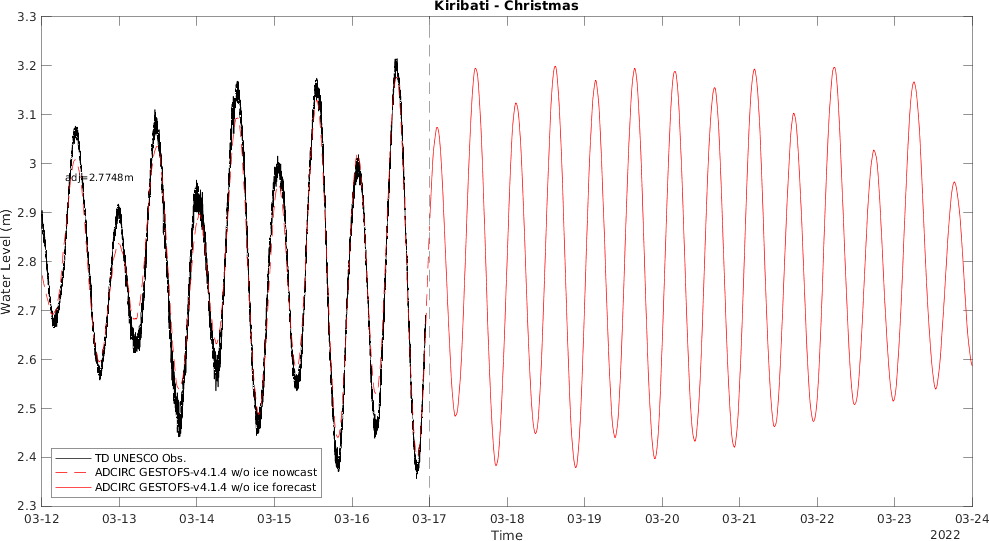 Kiribati - Christmas
3.3
3.2
3.1
3
2.9
2.8
2.7
2.6
2.5
2.4
2.3
Water Level (m)
adj=2.7748m
TD UNESCO Obs.
ADCIRC GESTOFS-v4.1.4 w/o ice nowcast
ADCIRC GESTOFS-v4.1.4 w/o ice forecast
03-12 03-13 03-14 03-15 03-16 03-17 03-18 03-19 03-20 03-21 03-22 03-23 03-24
Time
2022